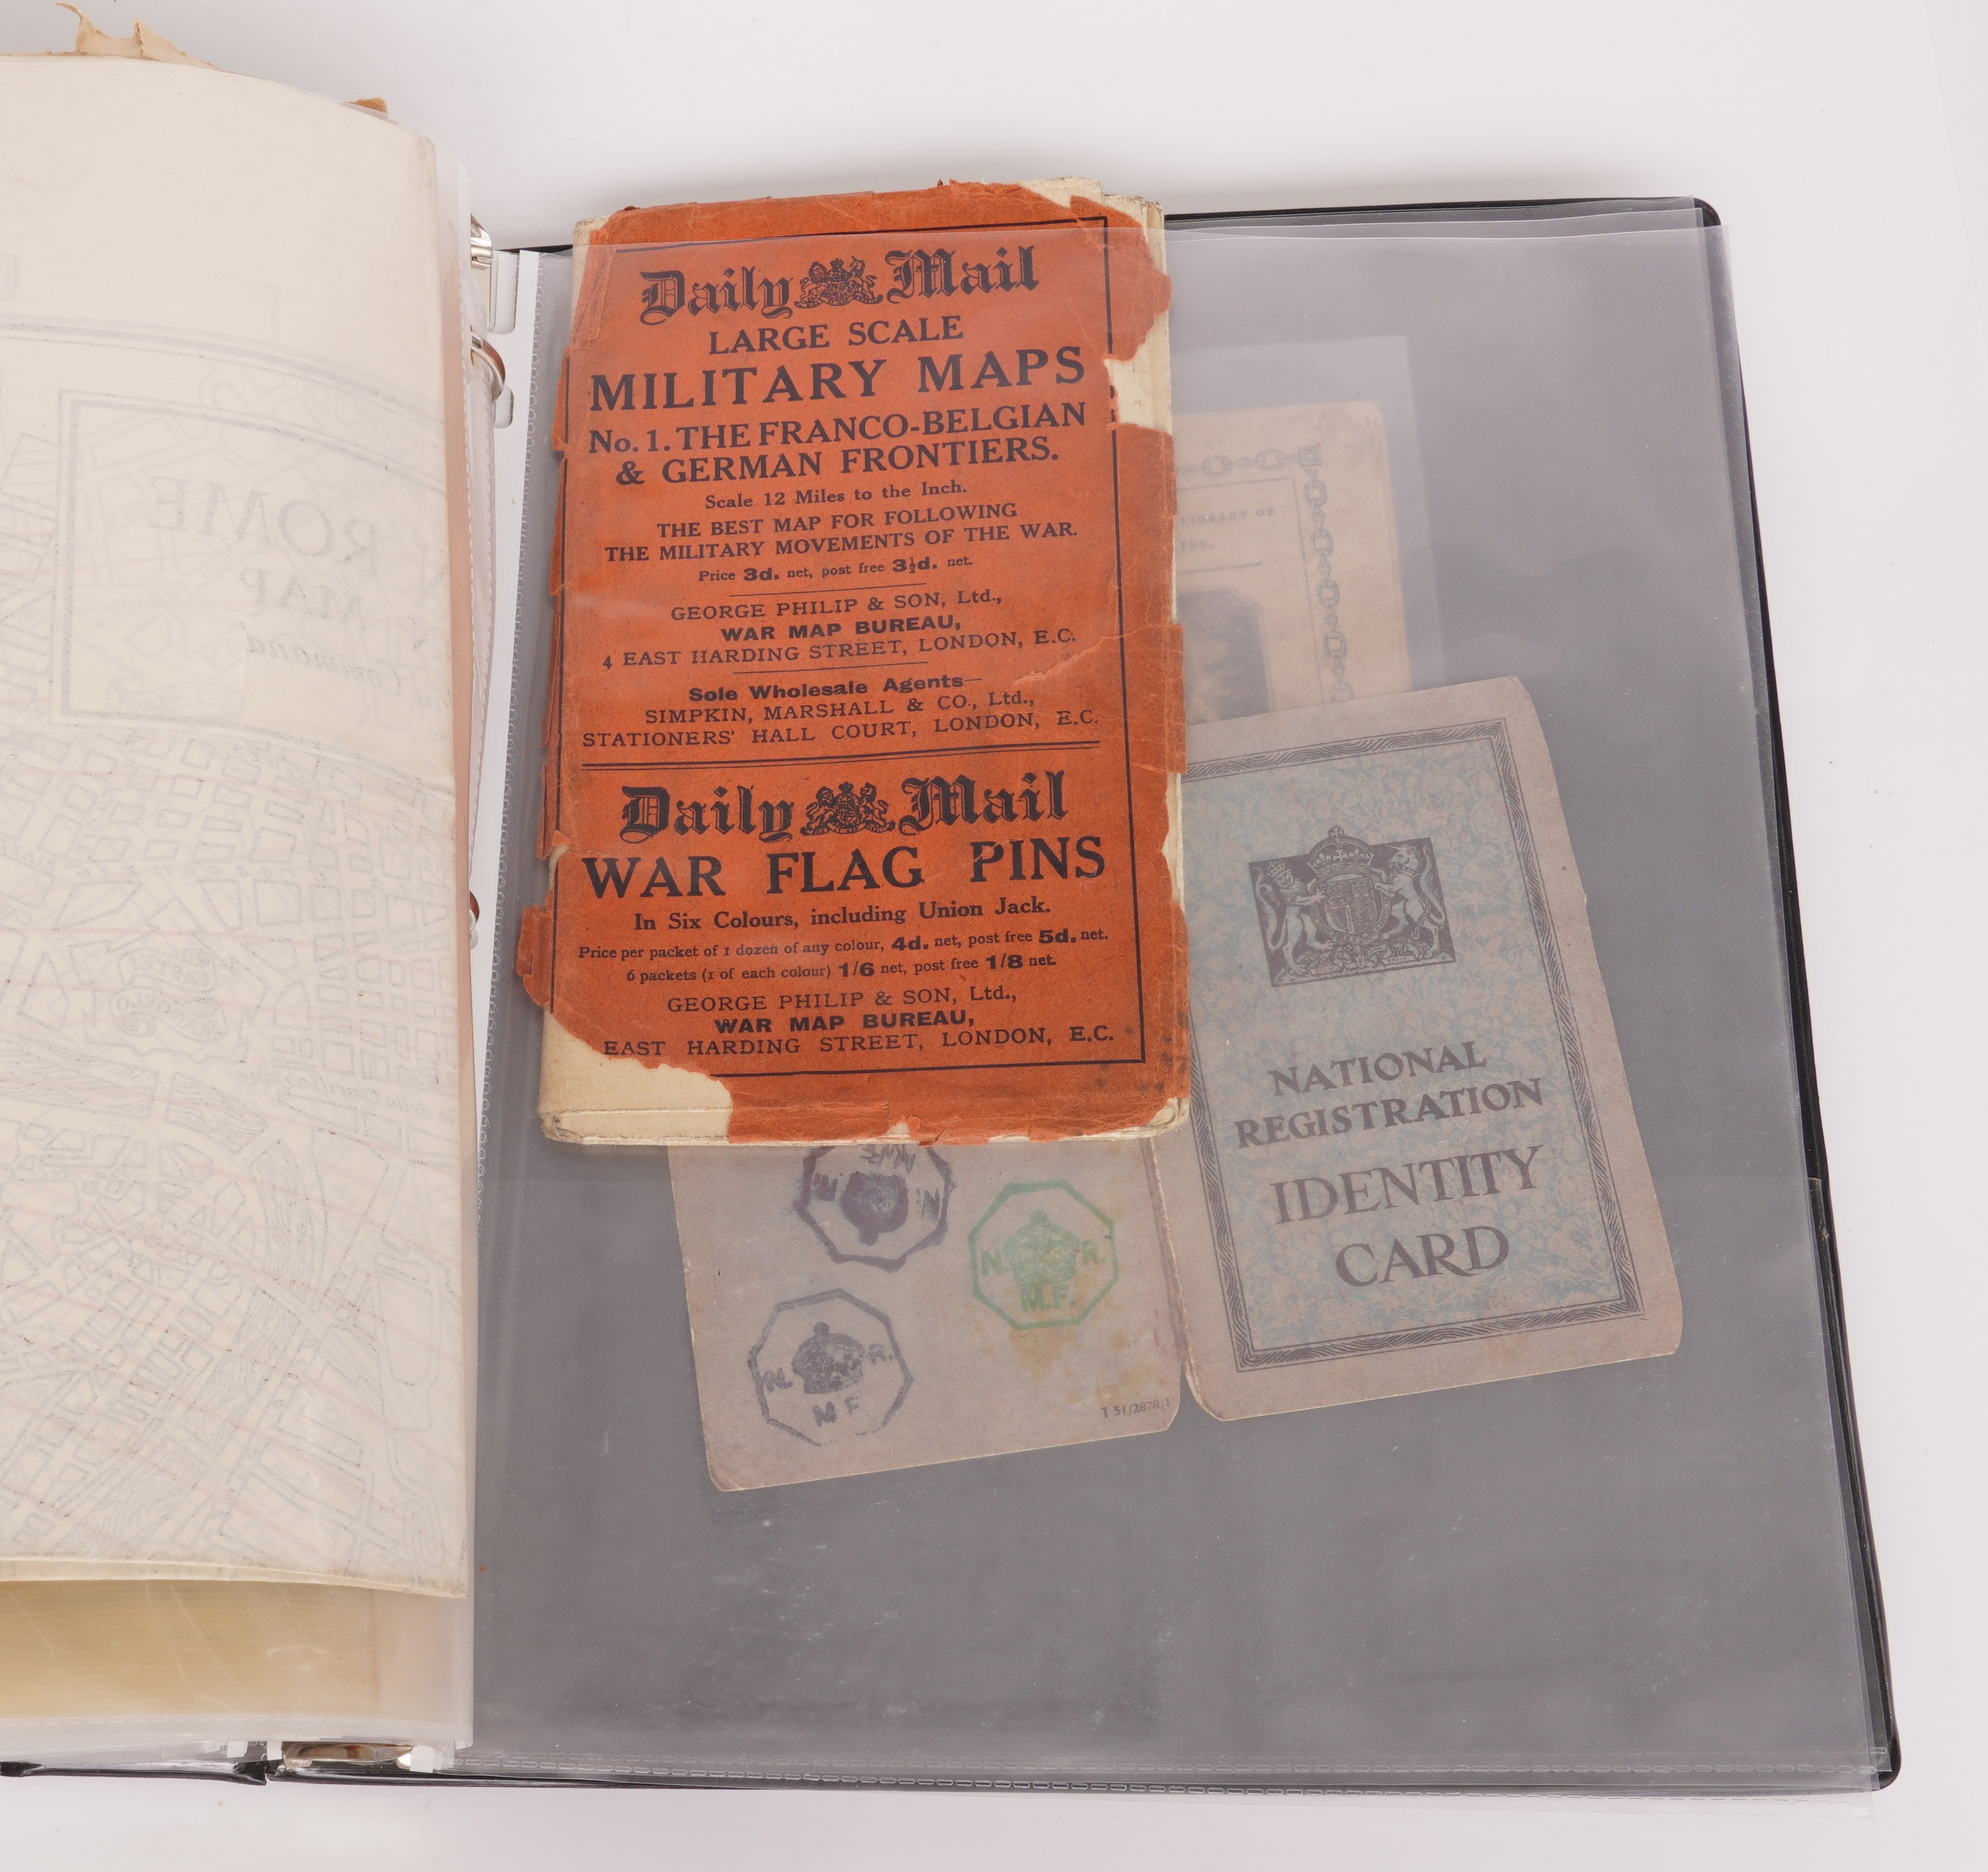 Daily Mail
LARGE SCALE
MILITARY MAPS
No. 1. THE FRANCO-BELGIAN
& GERMAN FRONTIERS.
Scale 12 Miles to the Inch.
THE BEST MAP FOR FOLLOWING
THE MILITARY MOVEMENTS OF THE WAR.
Price 3d. net, post free 3½d. net.
GEORGE PHILIP & SON, Ltd.,
WAR MAP BUREAU,
4 EAST HARDING STREET, LONDON, E.C.
Sole Wholesale Agents—
SIMPKIN, MARSHALL & CO., Ltd.,
STATIONERS' HALL COURT, LONDON, E.C.
Daily Mail
WAR FLAG PINS
In Six Colours, including Union Jack.
Price per packet of 1 dozen of any colour, 4d. net, post free 5d. net.
6 packets (1 of each colour) 1/6 net, post free 1/8 net.
GEORGE PHILIP & SON, Ltd.,
WAR MAP BUREAU,
EAST HARDING STREET, LONDON, E.C.
LIBRARY OF
NATIONAL
REGISTRATION
IDENTITY
CARD
N. R.
M.F.
N. R.
M F
T 51/2878/1
ROME
MAP